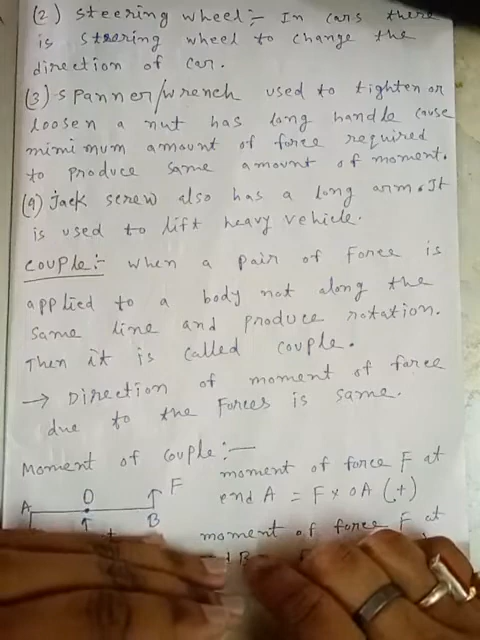 (2) Steering wheel:- In cars there
is stearing wheel to change the
direction of car.
(3) spanner/wrench used to tighten or
loosen a nut has long handle cause
minimum amount of force required
to produce same amount of moment.
(4) Jack screw also has a long arm. It
is used to lift heavy vehicle.
Couple:- when a pair of Force is
applied to a body not along the
same line and produce rotation.
Then it is called couple.
→ Direction of moment of force
due to the Forces is same.
Moment of couple:-
moment of force F at
end A = F x OA (+)
A O B F
moment of force F at